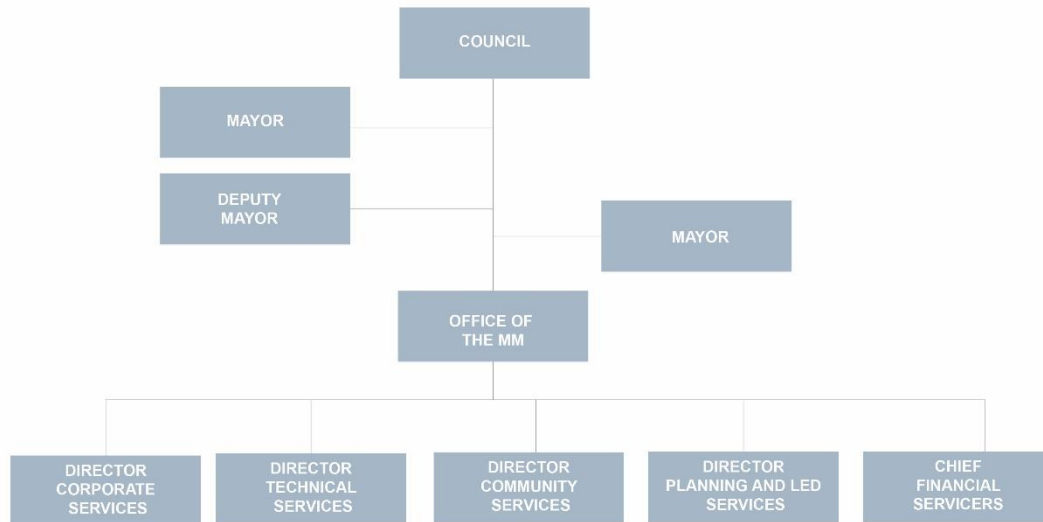 COUNCIL
MAYOR
DEPUTY
MAYOR
MAYOR
OFFICE OF
THE MM
DIRECTOR
CORPORATE
SERVICES
DIRECTOR
TECHNICAL
SERVICES
DIRECTOR
COMMUNITY
SERVICES
DIRECTOR
PLANNING AND LED
SERVICES
CHIEF
FINANCIAL
SERVICERS